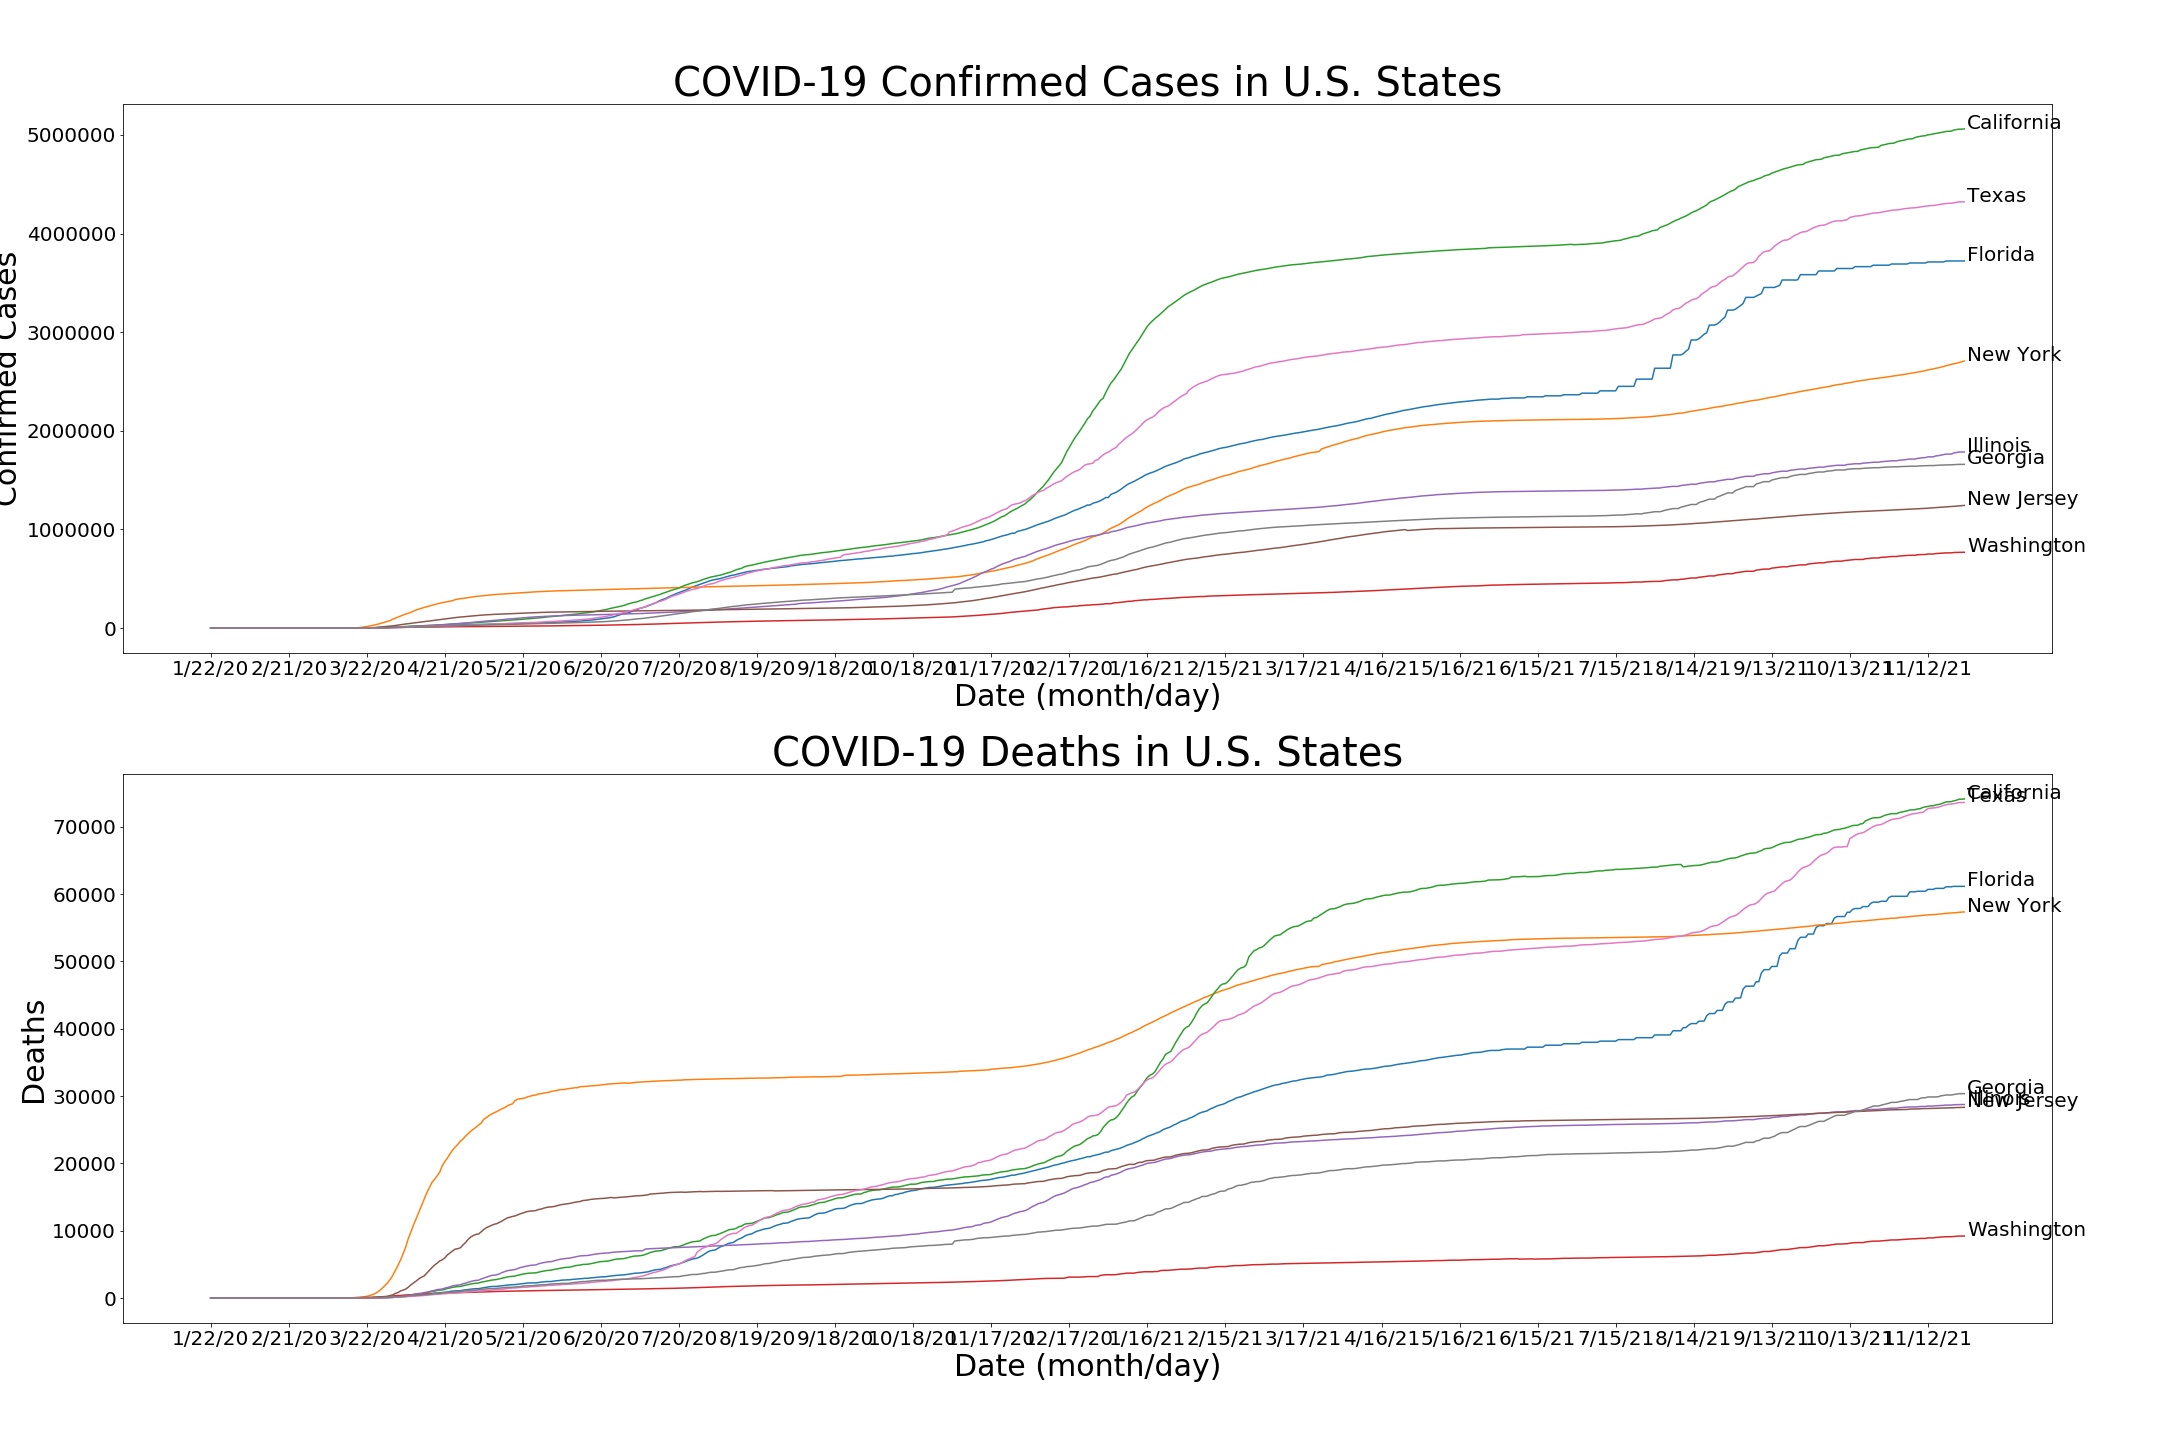 COVID-19 Confirmed Cases in U.S. States
Confirmed Cases
5000000
4000000
3000000
2000000
1000000
0
California
Texas
Florida
New York
Illinois
Georgia
New Jersey
Washington
1/22/20 2/21/20 3/22/20 4/21/20 5/21/20 6/20/20 7/20/20 8/19/20 9/18/20 10/18/20 11/17/20 12/17/20 1/16/21 2/15/21 3/17/21 4/16/21 5/16/21 6/15/21 7/15/21 8/14/21 9/13/21 10/13/21 11/12/21
Date (month/day)
COVID-19 Deaths in U.S. States
Deaths
70000
60000
50000
40000
30000
20000
10000
0
California
Texas
Florida
New York
Georgia
Illinois
New Jersey
Washington
1/22/20 2/21/20 3/22/20 4/21/20 5/21/20 6/20/20 7/20/20 8/19/20 9/18/20 10/18/20 11/17/20 12/17/20 1/16/21 2/15/21 3/17/21 4/16/21 5/16/21 6/15/21 7/15/21 8/14/21 9/13/21 10/13/21 11/12/21
Date (month/day)